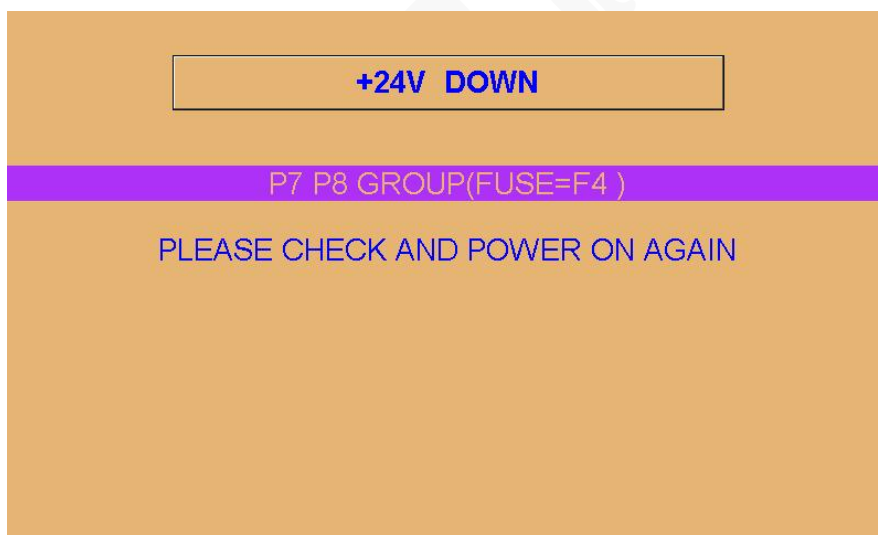 +24V DOWN
P7 P8 GROUP(FUSE=F4 )
PLEASE CHECK AND POWER ON AGAIN